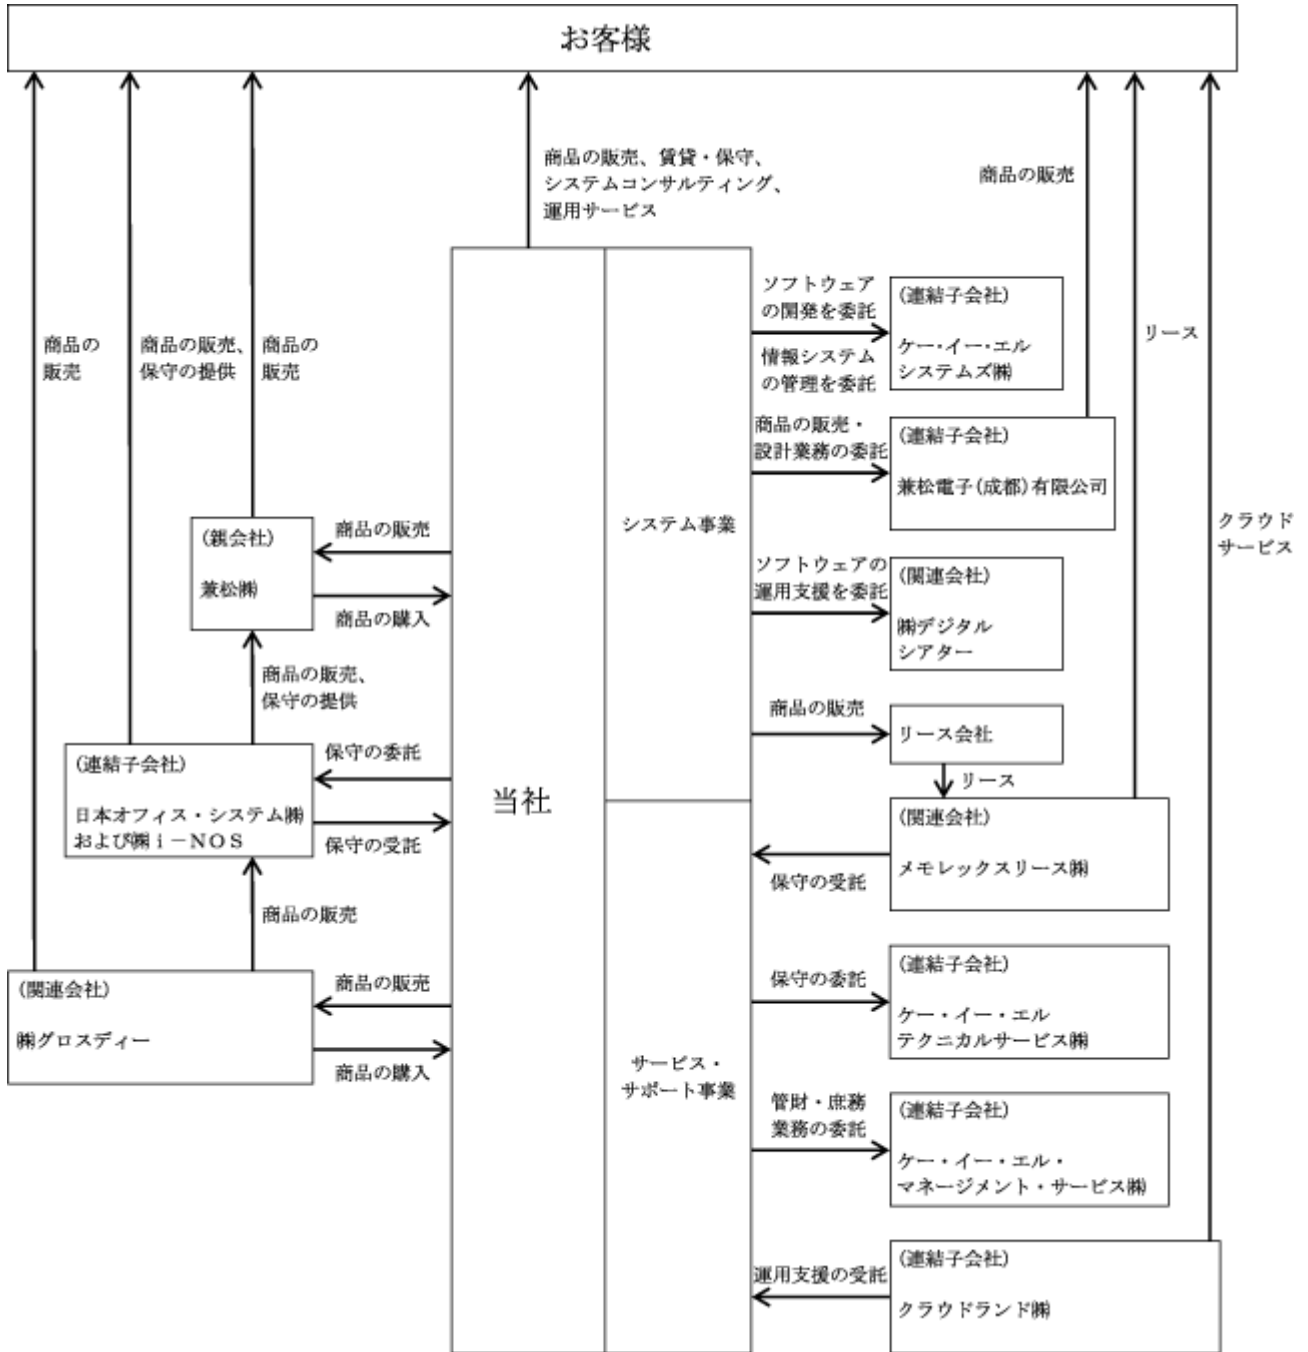 お客様
商品の販売、賃貸・保守、
システムコンサルティング、
運用サービス
商品の販売
商品の
販売
商品の販売、
保守の提供
商品の
販売
リース
クラウド
サービス
(親会社)
兼松㈱
商品の販売
商品の購入
商品の販売、
保守の提供
(連結子会社)
日本オフィス・システム㈱
および㈱i－NOS
保守の委託
保守の受託
商品の販売
(関連会社)
㈱グロスディー
商品の販売
商品の購入
当社
システム事業
サービス・
サポート事業
ソフトウェア
の開発を委託
情報システム
の管理を委託
(連結子会社)
ケー・イー・エル
システムズ㈱
商品の販売・
設計業務の委託
(連結子会社)
兼松電子(成都)有限公司
ソフトウェアの
運用支援を委託
(関連会社)
㈱デジタル
シアター
商品の販売
リース会社
リース
(関連会社)
メモレックスリース㈱
保守の受託
保守の委託
(連結子会社)
ケー・イー・エル
テクニカルサービス㈱
管財・庶務
業務の委託
(連結子会社)
ケー・イー・エル・
マネージメント・サービス㈱
運用支援の受託
(連結子会社)
クラウドランド㈱